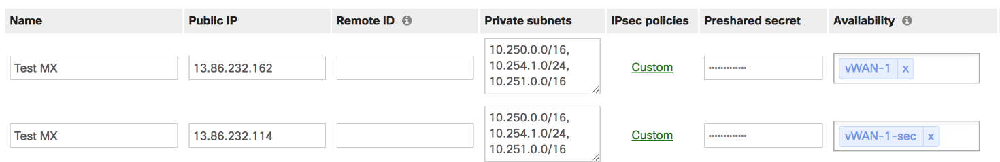 Name Public IP Remote ID Private subnets IPsec policies Preshared secret Availability
Test MX 13.86.232.162 10.250.0.0/16, Custom ············· vWAN-1 x
10.254.1.0/24,
10.251.0.0/16
Test MX 13.86.232.114 10.250.0.0/16, Custom ············· vWAN-1-sec x
10.254.1.0/24,
10.251.0.0/16